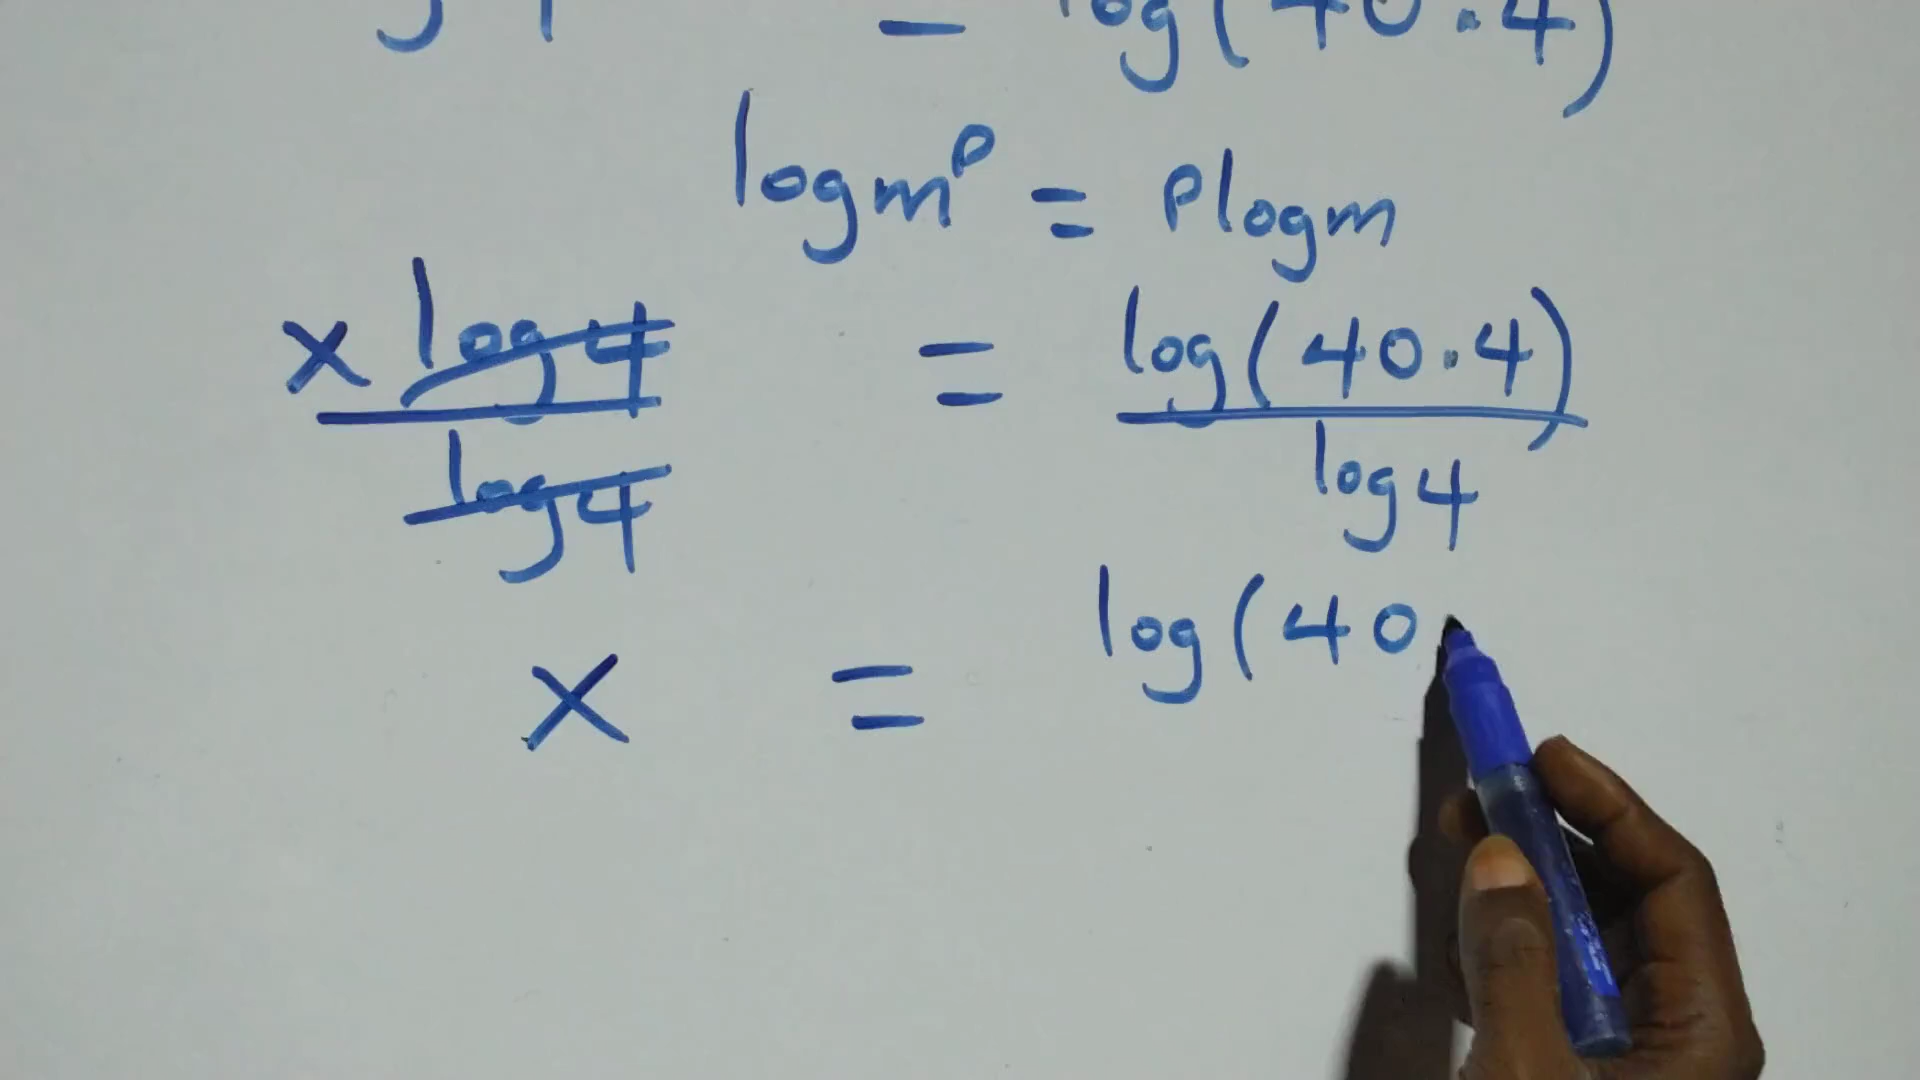 = log(40.4)
log m^p = p log m
x log 4 / log 4 = log(40.4) / log 4
x = log(40